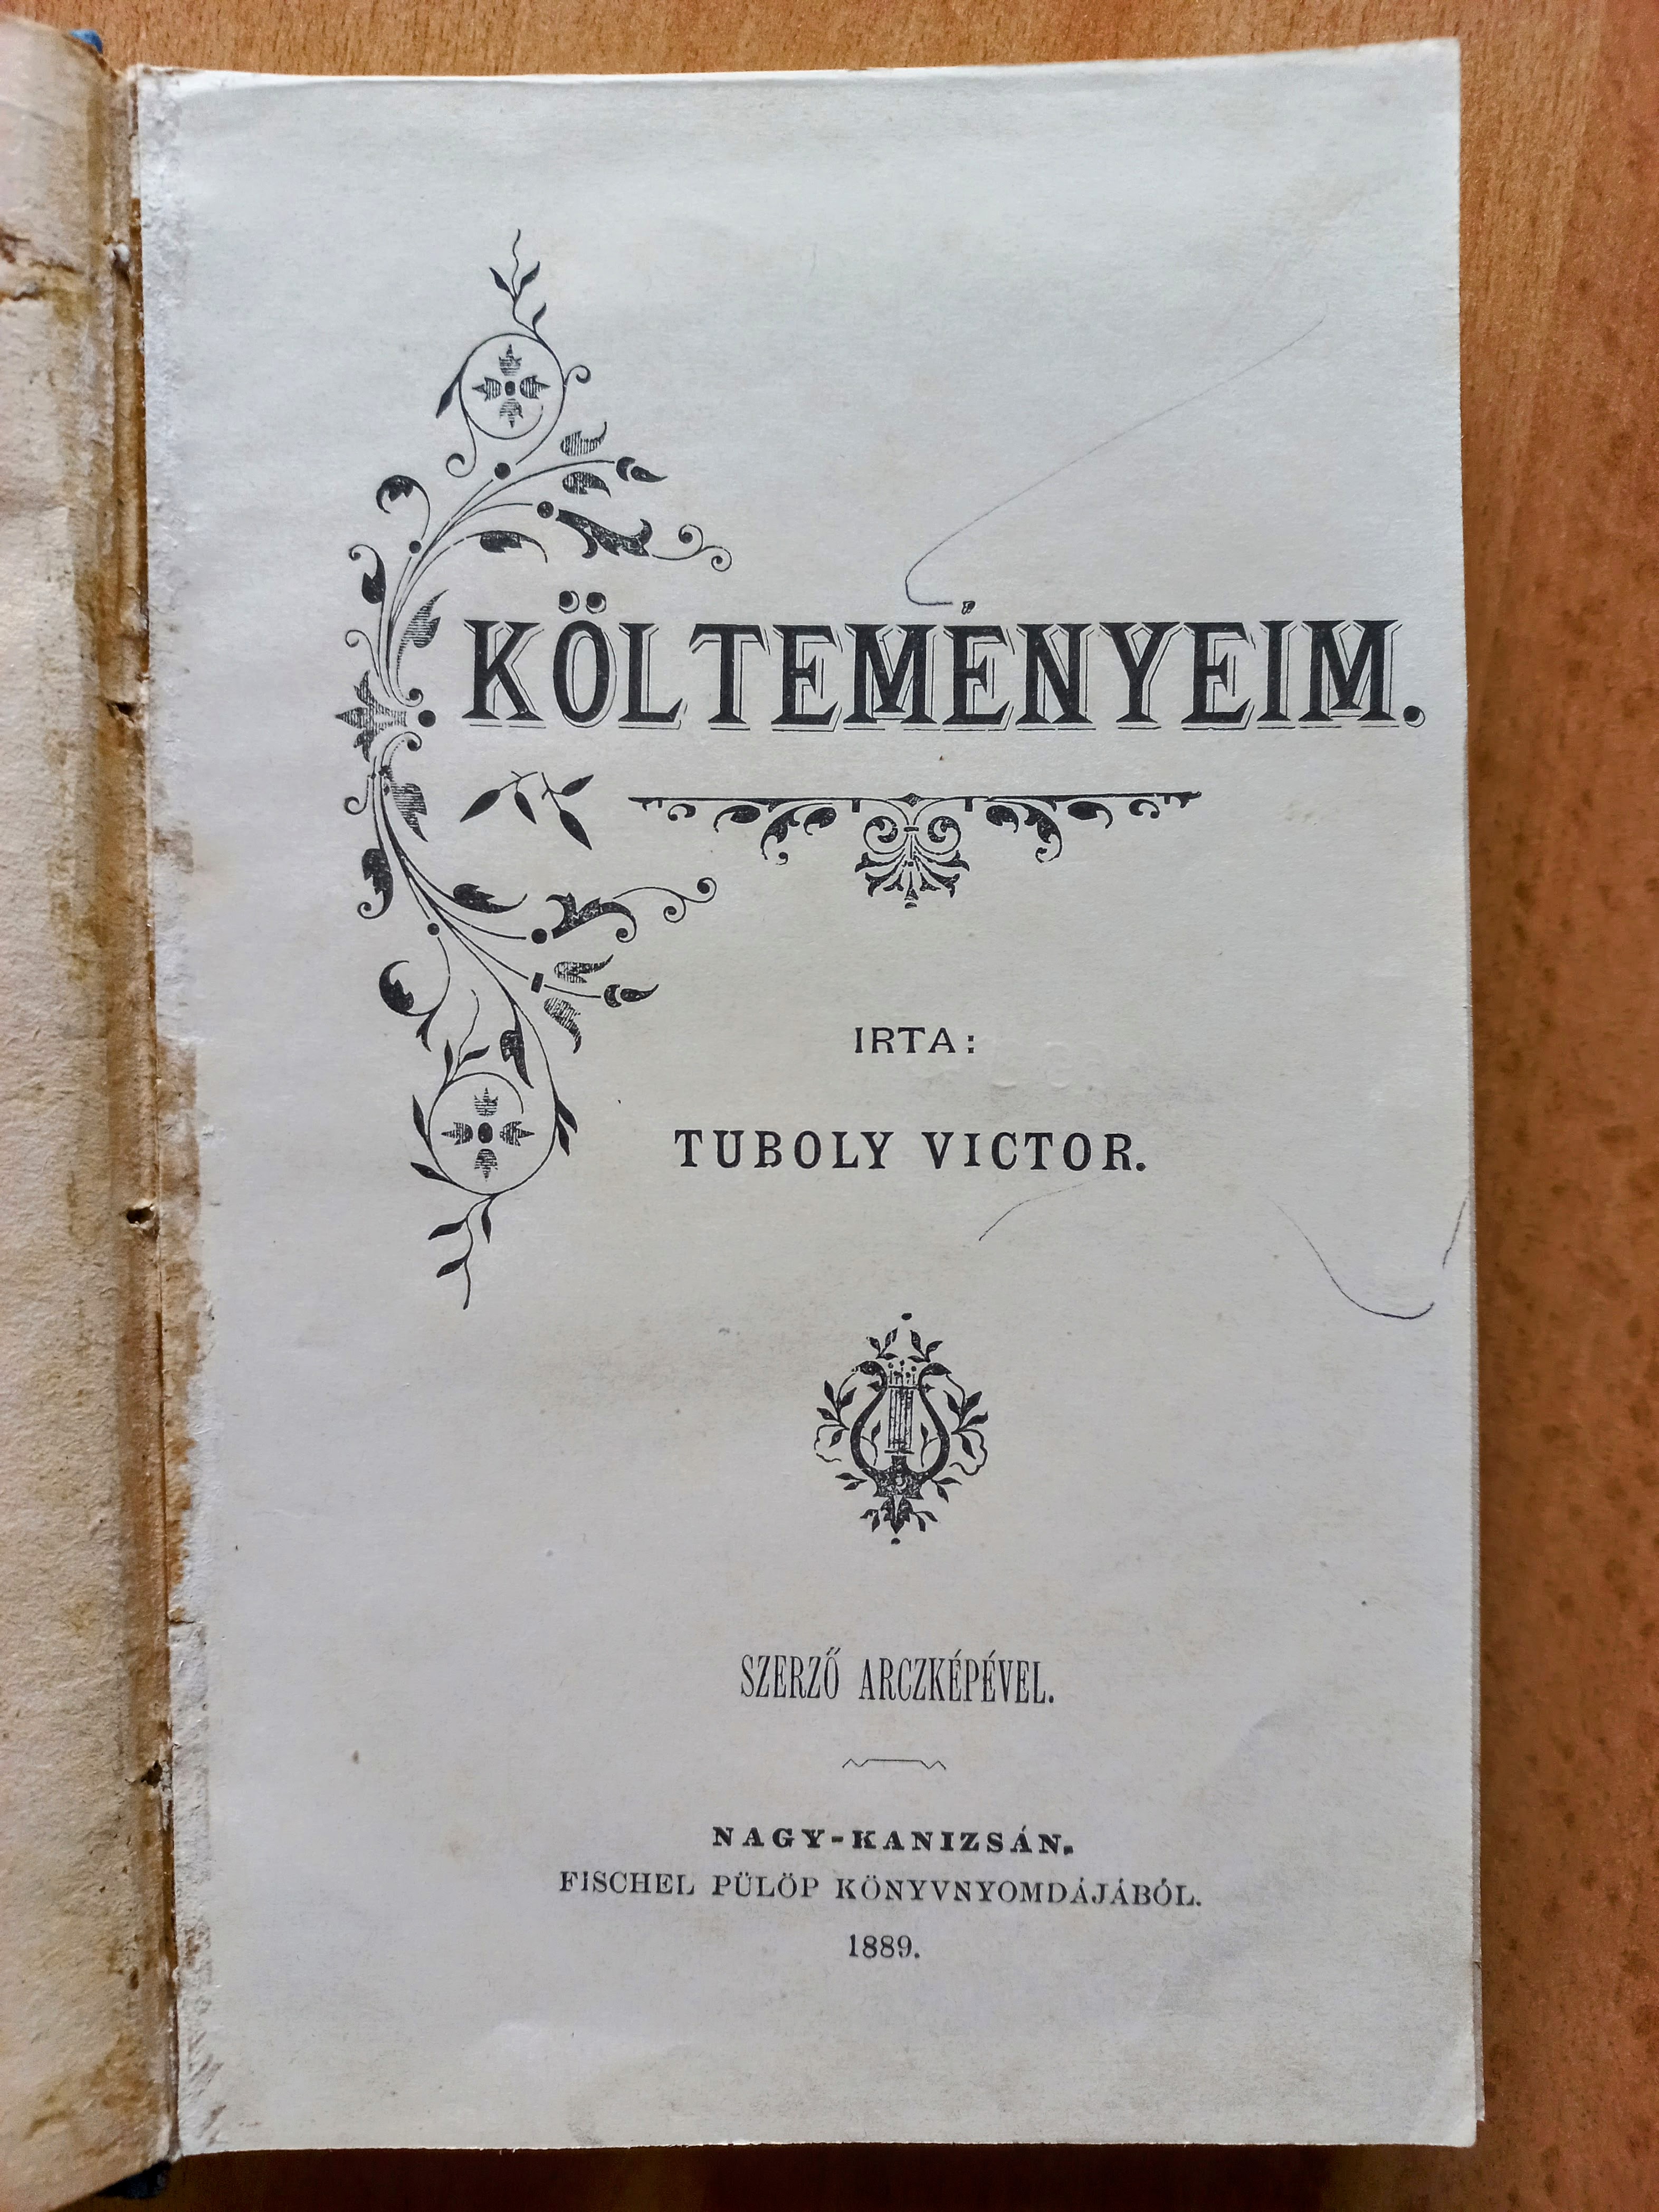 KÖLTEMÉNYEIM.
IRTA:
TUBOLY VICTOR.
SZERZŐ ARCZKÉPÉVEL.
NAGY-KANIZSÁN.
FISCHEL PÜLÖP KÖNYVNYOMDÁJÁBÓL.
1889.